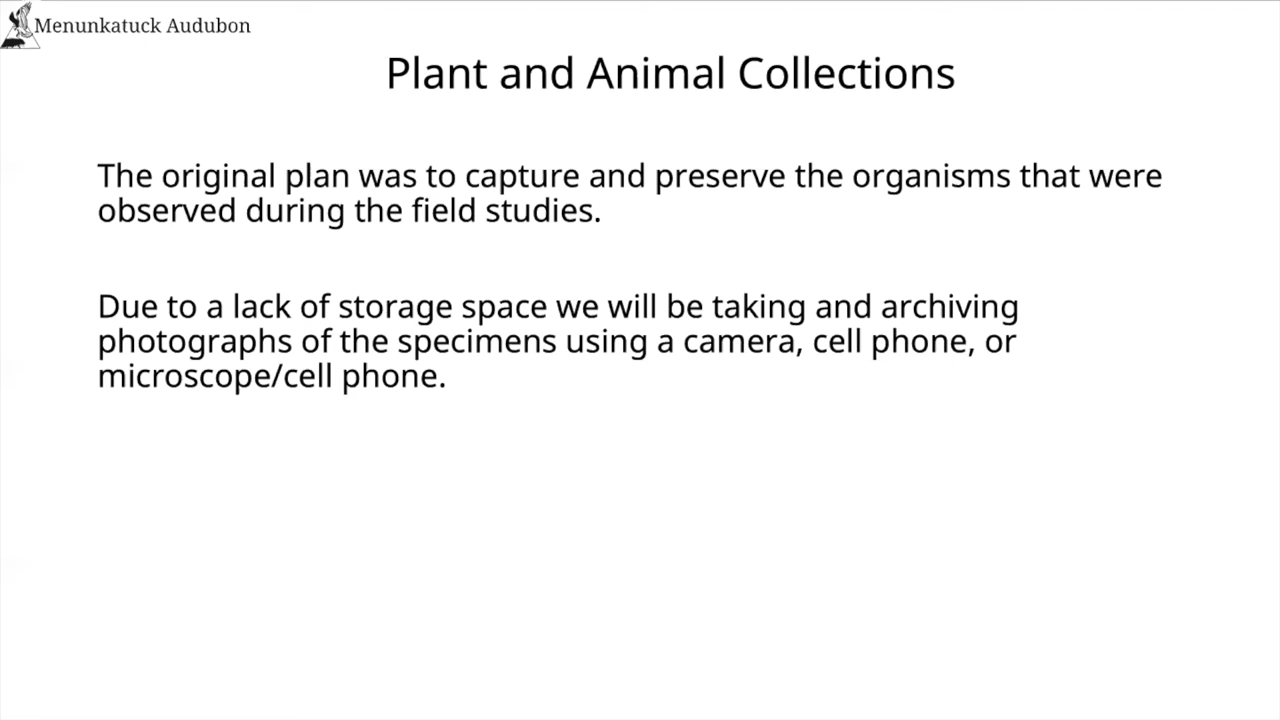 Menunkatuck Audubon
Plant and Animal Collections
The original plan was to capture and preserve the organisms that were
observed during the field studies.
Due to a lack of storage space we will be taking and archiving
photographs of the specimens using a camera, cell phone, or
microscope/cell phone.